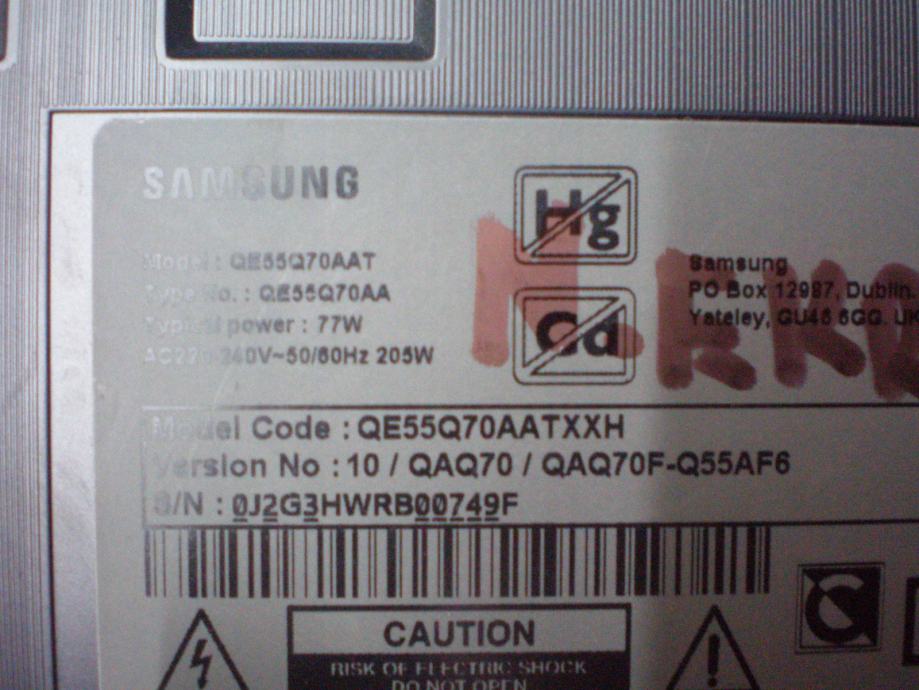 SAMSUNG
Hg
Model : QE55Q70AAT
Type No. : QE55Q70AA
Typical power : 77W
AC220-240V~50/60Hz 205W
Cd
Samsung
PO Box 12987, Dublin.
Yateley, GU46 6GG. UK
Model Code : QE55Q70AATXXH
Version No : 10 / QAQ70 / QAQ70F-Q55AF6
S/N : 0J2G3HWRB00749F
CAUTION
RISK OF ELECTRIC SHOCK
DO NOT OPEN